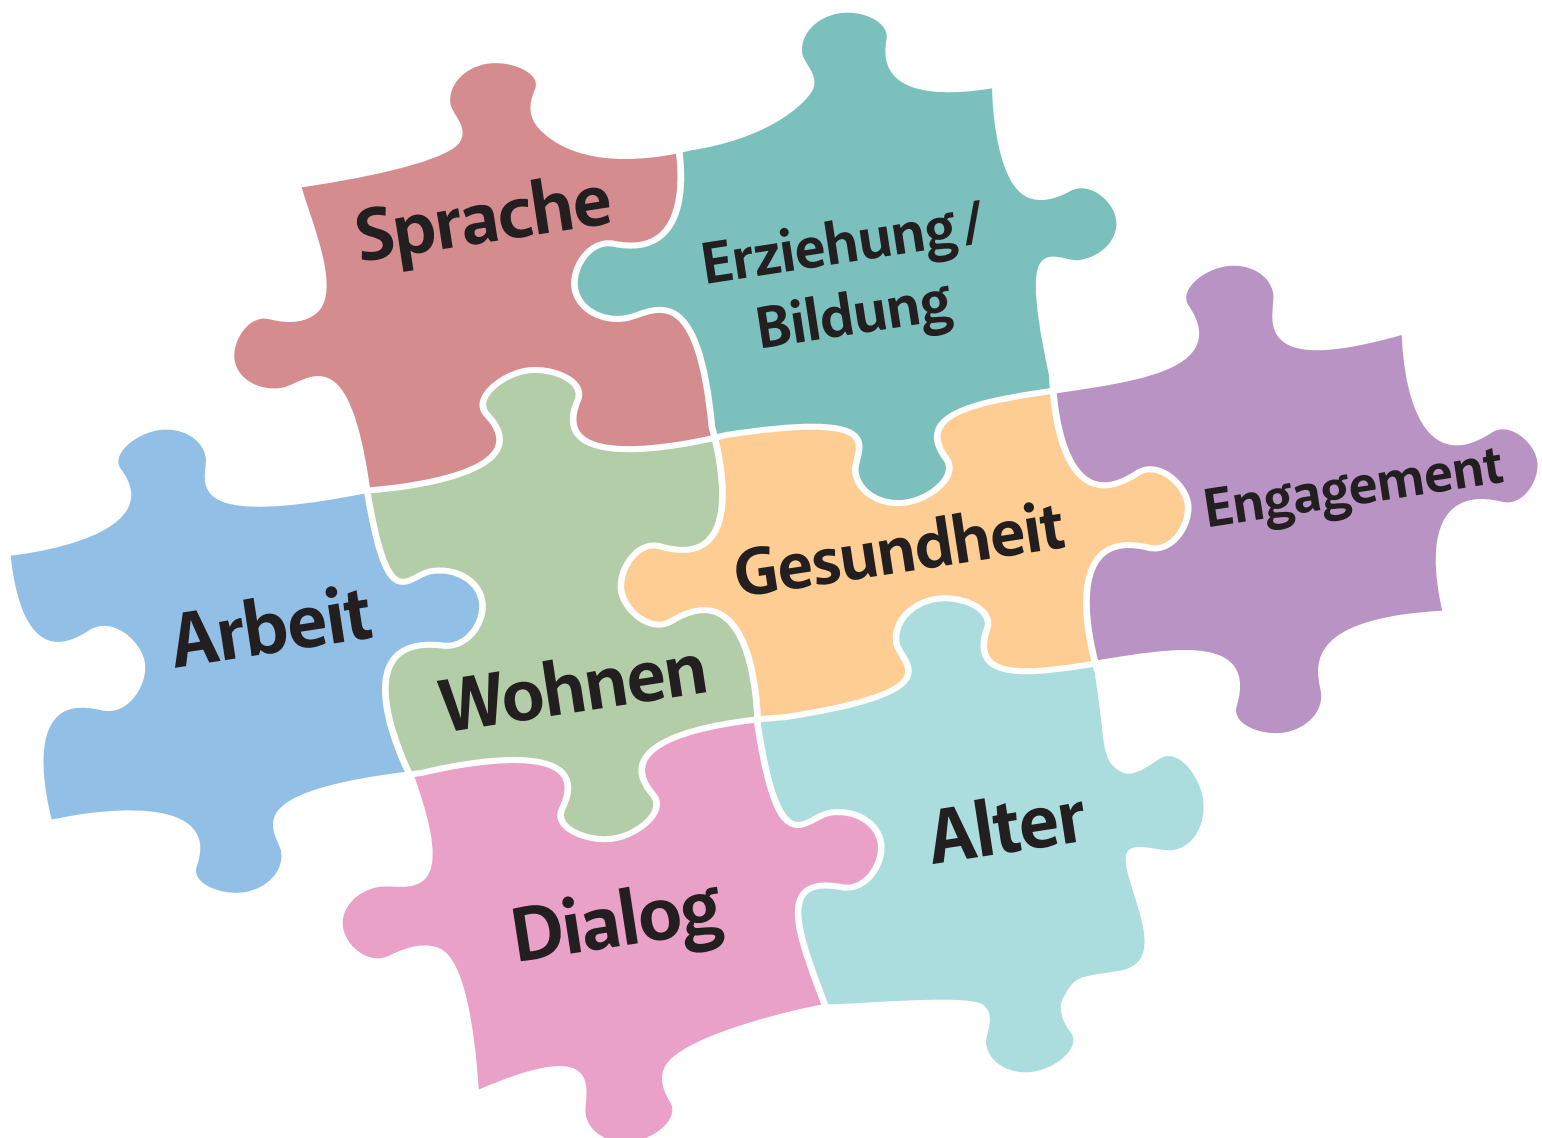 Sprache
Erziehung /
Bildung
Engagement
Gesundheit
Arbeit
Wohnen
Alter
Dialog